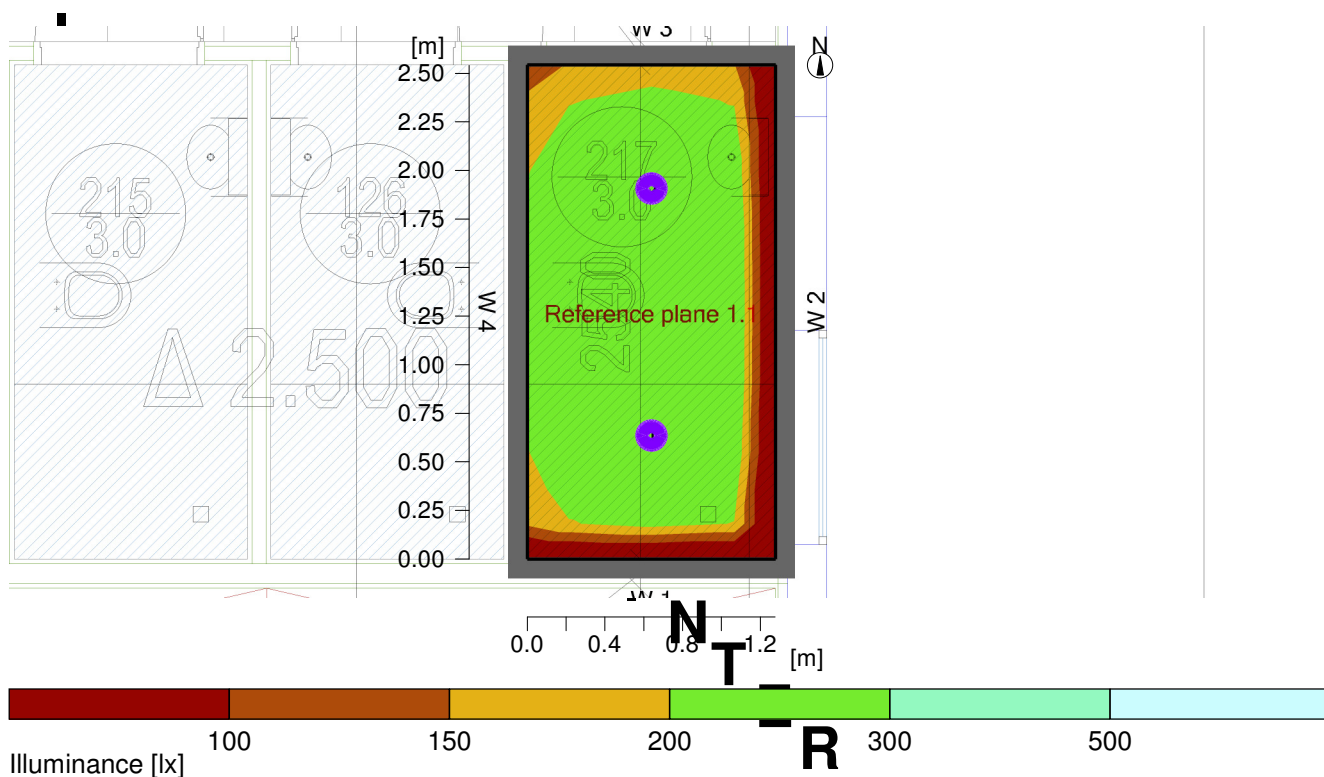 W 3
[m]
N
2.50
2.25
2.00
1.75
1.50
1.25
1.00
0.75
0.50
0.25
0.00
215
3.0
126
3.0
217
3.0
2540
W 4
W 2
Reference plane 1.1
Δ 2.500
W 1
0.0 0.4 0.8 1.2
[m]
N
T
R
100 150 200 300 500
Illuminance [lx]